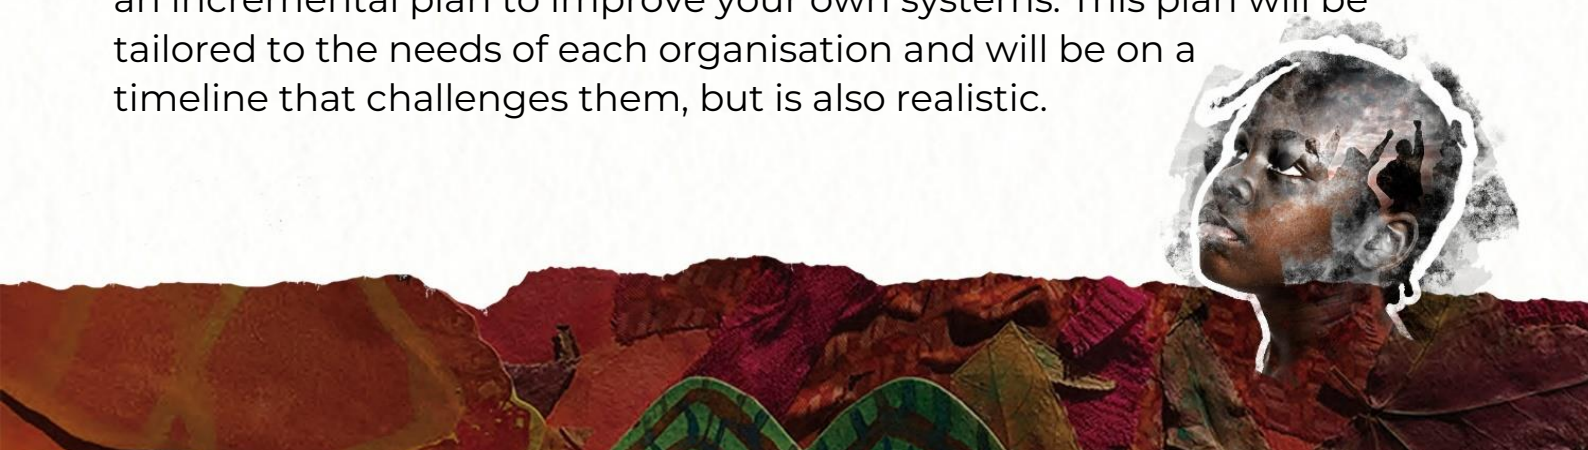 an incremental plan to improve your own systems. This plan will be
tailored to the needs of each organisation and will be on a
timeline that challenges them, but is also realistic.